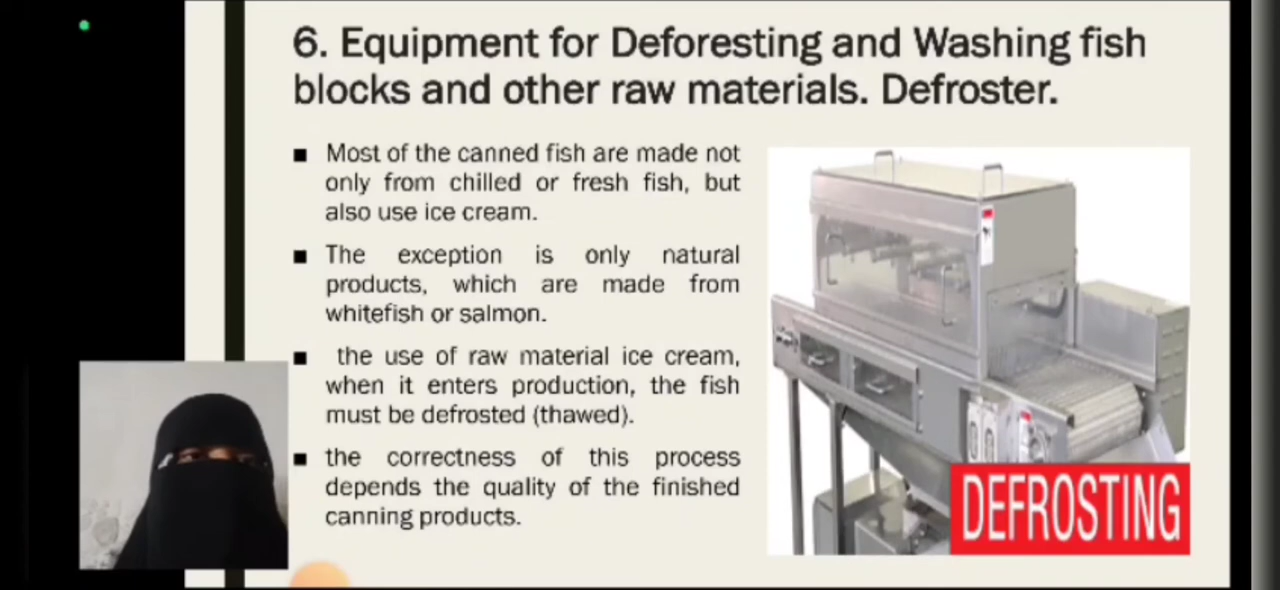 6. Equipment for Deforesting and Washing fish
blocks and other raw materials. Defroster.
■ Most of the canned fish are made not
only from chilled or fresh fish, but
also use ice cream.
■ The exception is only natural
products, which are made from
whitefish or salmon.
■ the use of raw material ice cream,
when it enters production, the fish
must be defrosted (thawed).
■ the correctness of this process
depends the quality of the finished
canning products.
DEFROSTING